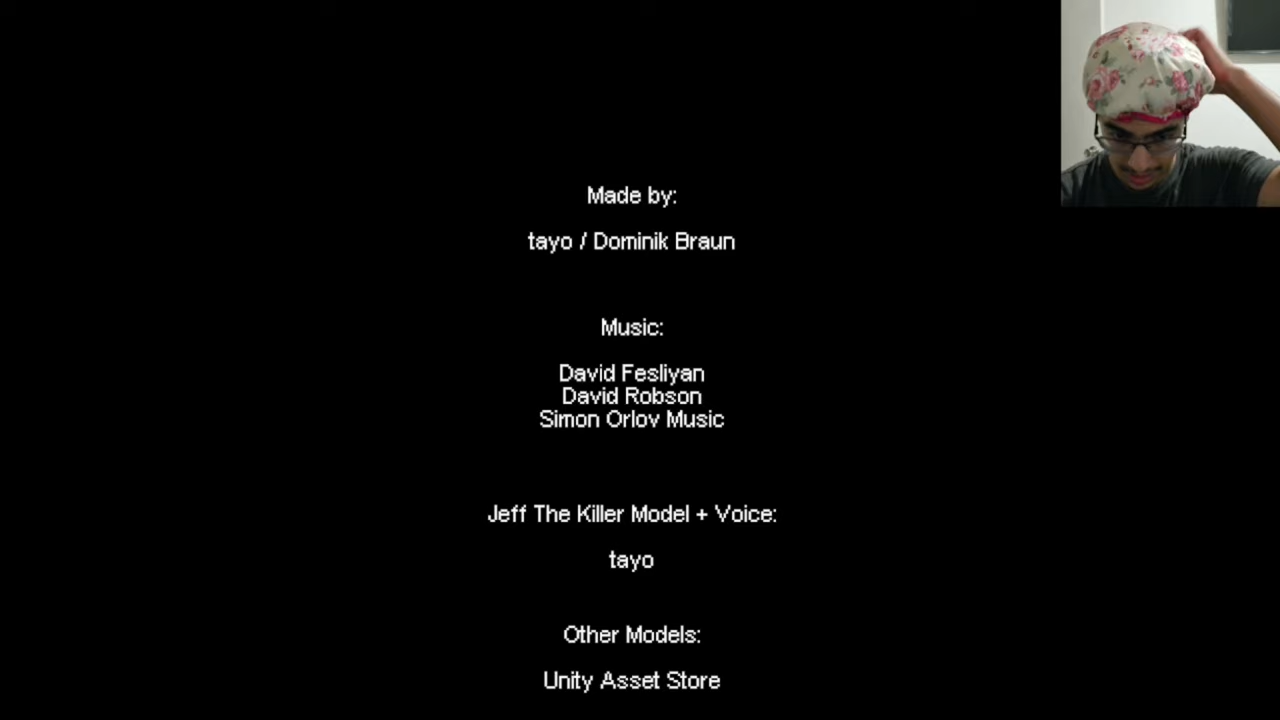 Made by:
tayo / Dominik Braun
Music:
David Fesliyan
David Robson
Simon Orlov Music
Jeff The Killer Model + Voice:
tayo
Other Models:
Unity Asset Store